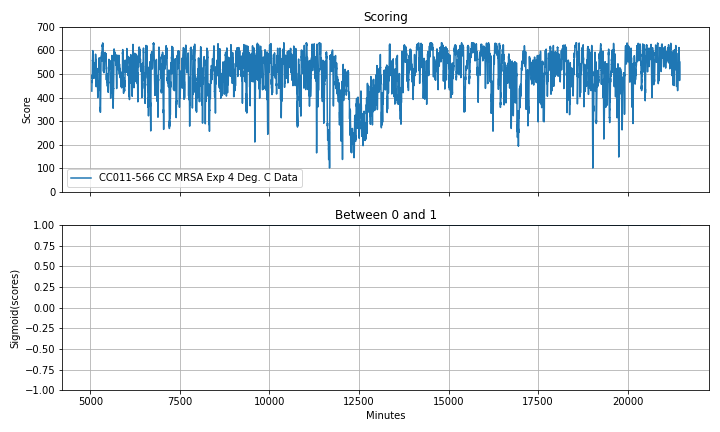 Scoring
700
600
500
400
300
200
100
0
Score
CC011-566 CC MRSA Exp 4 Deg. C Data
Between 0 and 1
1.00
0.75
0.50
0.25
0.00
−0.25
−0.50
−0.75
−1.00
Sigmoid(scores)
5000 7500 10000 12500 15000 17500 20000
Minutes